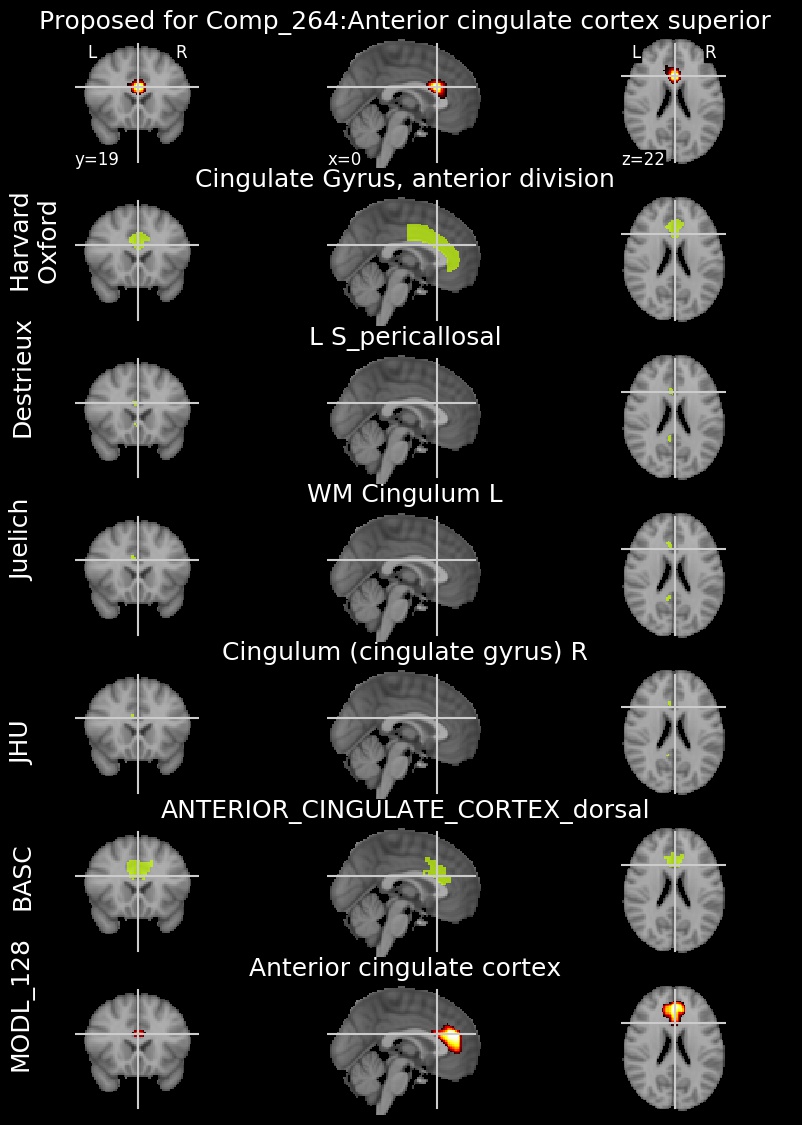 Proposed for Comp_264:Anterior cingulate cortex superior
L R L R
y=19 x=0 z=22
Cingulate Gyrus, anterior division
Harvard
Oxford
L S_pericallosal
Destrieux
WM Cingulum L
Juelich
Cingulum (cingulate gyrus) R
JHU
ANTERIOR_CINGULATE_CORTEX_dorsal
BASC
Anterior cingulate cortex
MODL_128